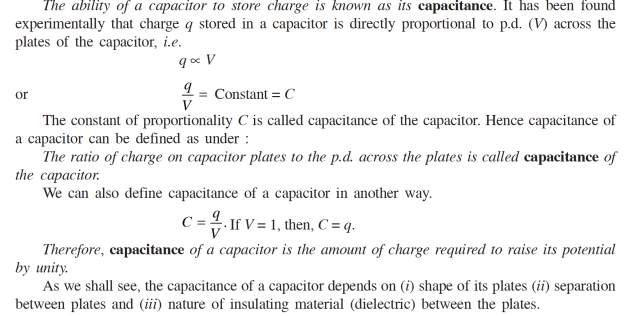 The ability of a capacitor to store charge is known as its capacitance. It has been found
experimentally that charge q stored in a capacitor is directly proportional to p.d. (V) across the
plates of the capacitor, i.e.
q ∝ V
or q/V = Constant = C
The constant of proportionality C is called capacitance of the capacitor. Hence capacitance of
a capacitor can be defined as under :
The ratio of charge on capacitor plates to the p.d. across the plates is called capacitance of
the capacitor.
We can also define capacitance of a capacitor in another way.
C = q/V. If V = 1, then, C = q.
Therefore, capacitance of a capacitor is the amount of charge required to raise its potential
by unity.
As we shall see, the capacitance of a capacitor depends on (i) shape of its plates (ii) separation
between plates and (iii) nature of insulating material (dielectric) between the plates.